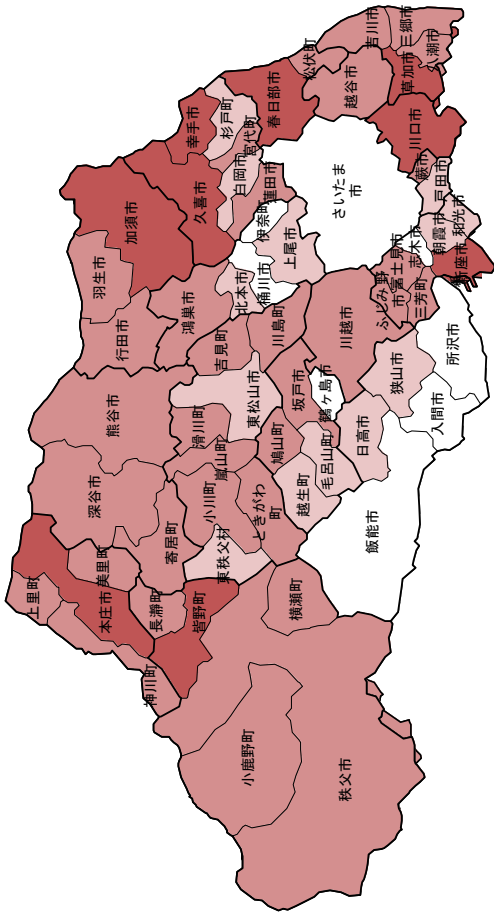 上里町
神川町
本庄市
美里町
長瀞町
皆野町
小鹿野町
秩父市
横瀬町
深谷市
寄居町
熊谷市
小川町
東秩父村
ときがわ
町
嵐山町
滑川町
鳩山町
越生町
毛呂山町
飯能市
日高市
入間市
狭山市
所沢市
坂戸市
鶴ヶ島市
東松山市
吉見町
川島町
川越市
行田市
羽生市
加須市
鴻巣市
北本市
桶川市
伊奈町
上尾市
久喜市
幸手市
杉戸町
宮代町
白岡市
蓮田市
春日部市
さいたま
市
松伏町
越谷市
吉川市
三郷市
八潮市
草加市
川口市
蕨市
戸田市
和光市
朝霞市
新座市
志木市
富士見市
ふじみ野
市
三芳町